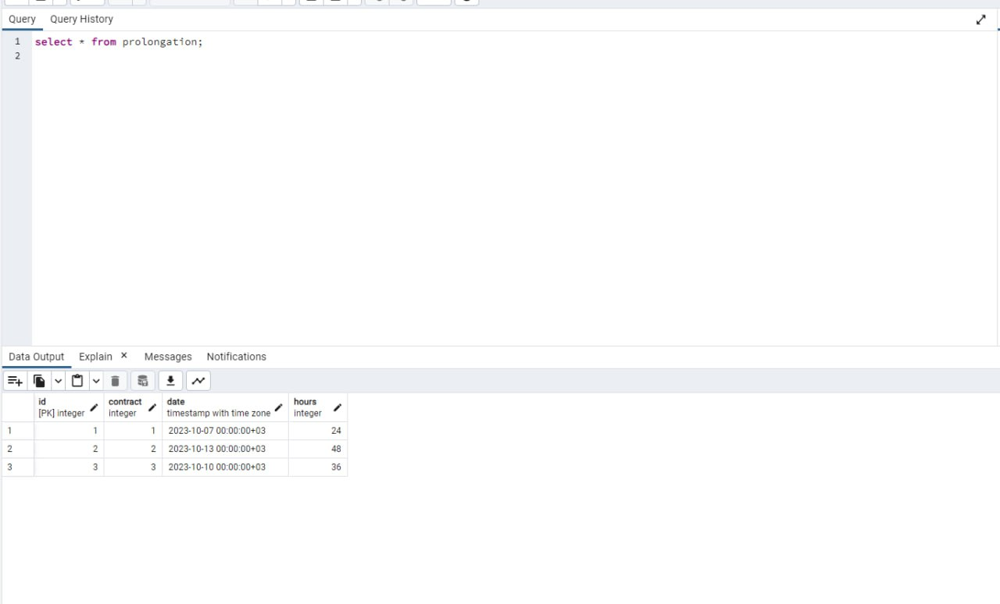 Query Query History
1 select * from prolongation;
2
Data Output Explain × Messages Notifications
id contract date hours
[PK] integer integer timestamp with time zone integer
1 1 1 2023-10-07 00:00:00+03 24
2 2 2 2023-10-13 00:00:00+03 48
3 3 3 2023-10-10 00:00:00+03 36